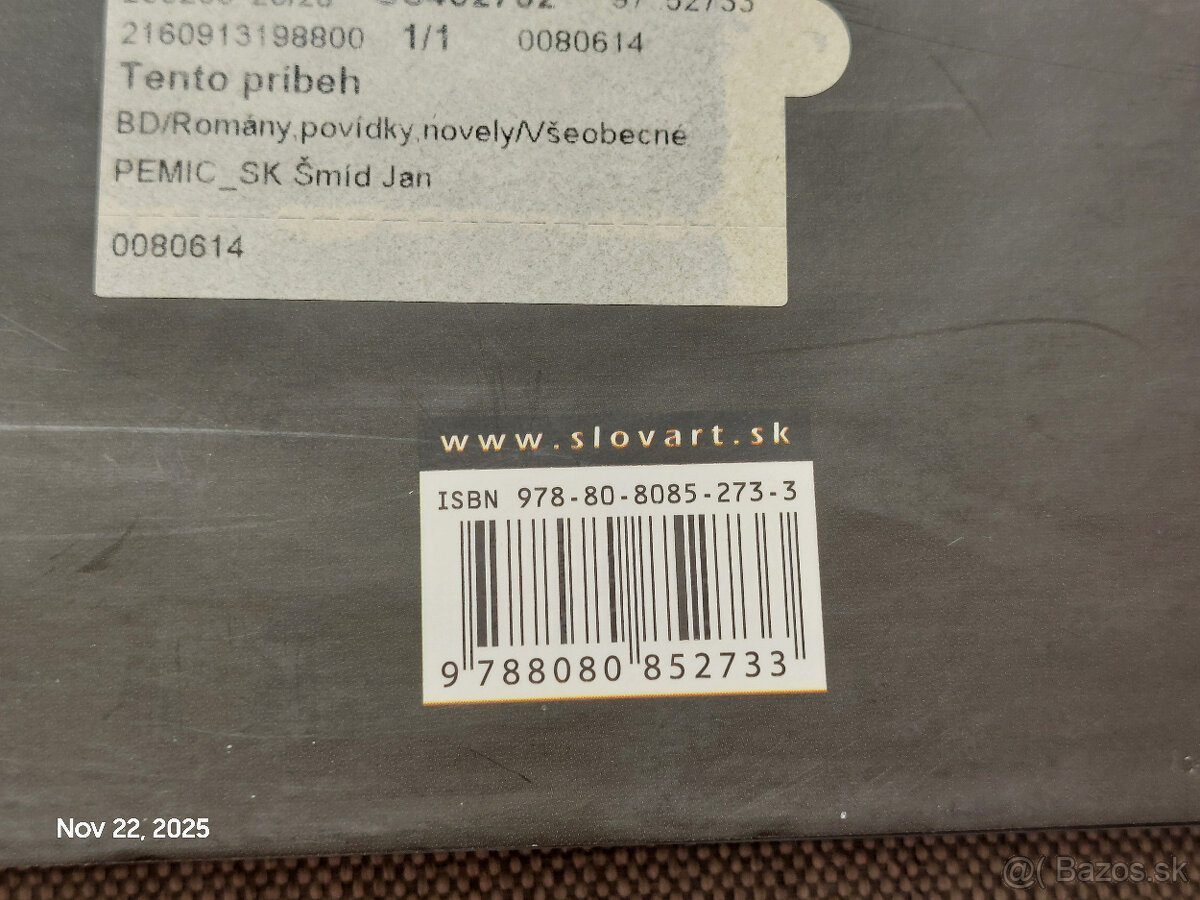 2160913198800 1/1 0080614
Tento príbeh
BD/Romány,povídky,novely/Všeobecné
PEMIC_SK Šmíd Jan
0080614
www.slovart.sk
ISBN 978-80-8085-273-3
9 788080 852733
Nov 22, 2025
@( Bazos.sk